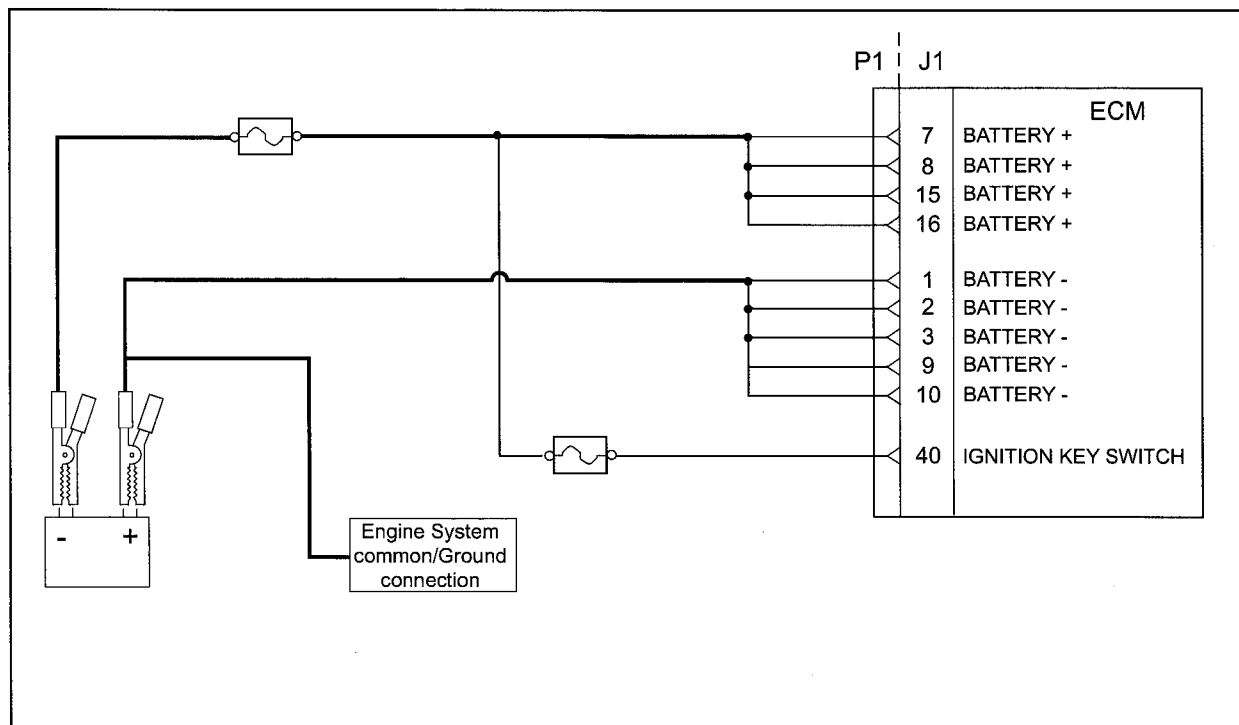 P1 J1
ECM
7 BATTERY +
8 BATTERY +
15 BATTERY +
16 BATTERY +
1 BATTERY -
2 BATTERY -
3 BATTERY -
9 BATTERY -
10 BATTERY -
40 IGNITION KEY SWITCH
- +
Engine System
common/Ground
connection